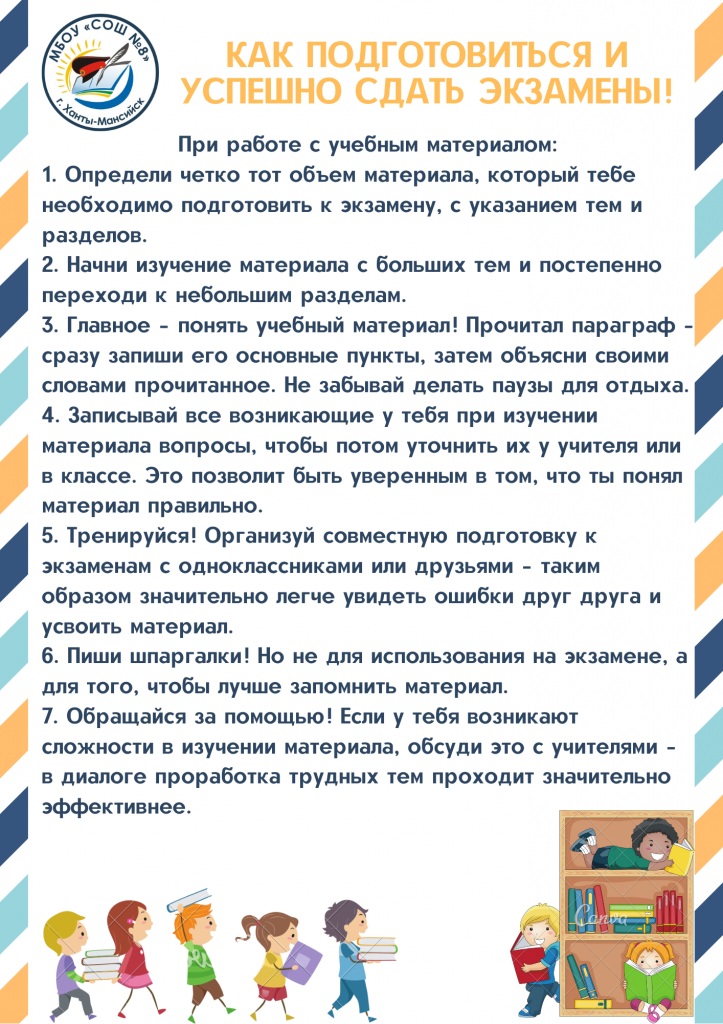 МБОУ «СОШ №8»
г. Ханты-Мансийск
КАК ПОДГОТОВИТЬСЯ И
УСПЕШНО СДАТЬ ЭКЗАМЕНЫ!
При работе с учебным материалом:
1. Определи четко тот объем материала, который тебе
необходимо подготовить к экзамену, с указанием тем и
разделов.
2. Начни изучение материала с больших тем и постепенно
переходи к небольшим разделам.
3. Главное - понять учебный материал! Прочитал параграф -
сразу запиши его основные пункты, затем объясни своими
словами прочитанное. Не забывай делать паузы для отдыха.
4. Записывай все возникающие у тебя при изучении
материала вопросы, чтобы потом уточнить их у учителя или
в классе. Это позволит быть уверенным в том, что ты понял
материал правильно.
5. Тренируйся! Организуй совместную подготовку к
экзаменам с одноклассниками или друзьями - таким
образом значительно легче увидеть ошибки друг друга и
усвоить материал.
6. Пиши шпаргалки! Но не для использования на экзамене, а
для того, чтобы лучше запомнить материал.
7. Обращайся за помощью! Если у тебя возникают
сложности в изучении материала, обсуди это с учителями -
в диалоге проработка трудных тем проходит значительно
эффективнее.
Canva